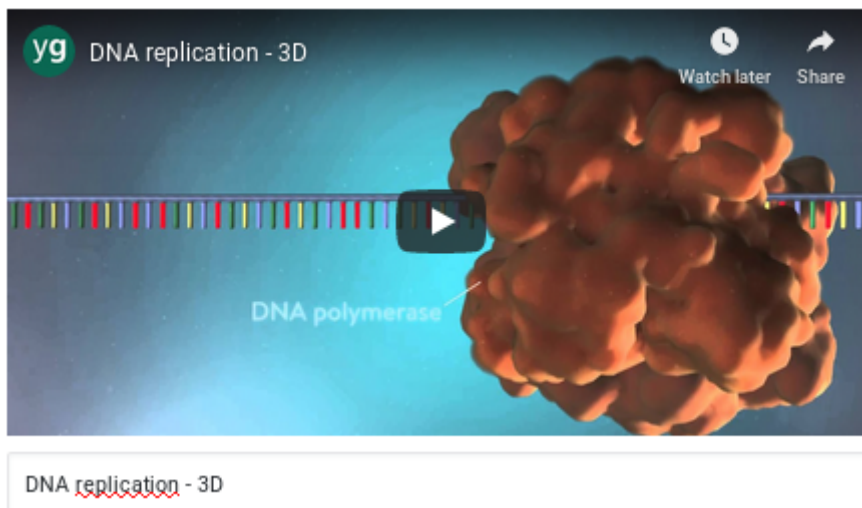 yg DNA replication - 3D
Watch later Share
DNA polymerase
DNA replication - 3D